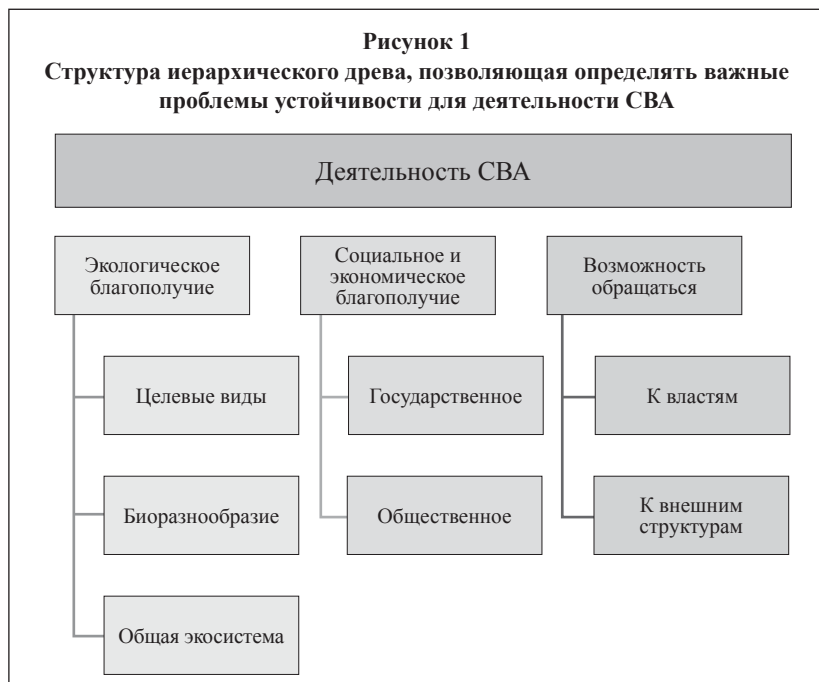 Рисунок 1
Структура иерархического древа, позволяющая определять важные
проблемы устойчивости для деятельности СВА
Деятельность СВА
Экологическое
благополучие
Целевые виды
Биоразнообразие
Общая экосистема
Социальное и
экономическое
благополучие
Государственное
Общественное
Возможность
обращаться
К властям
К внешним
структурам